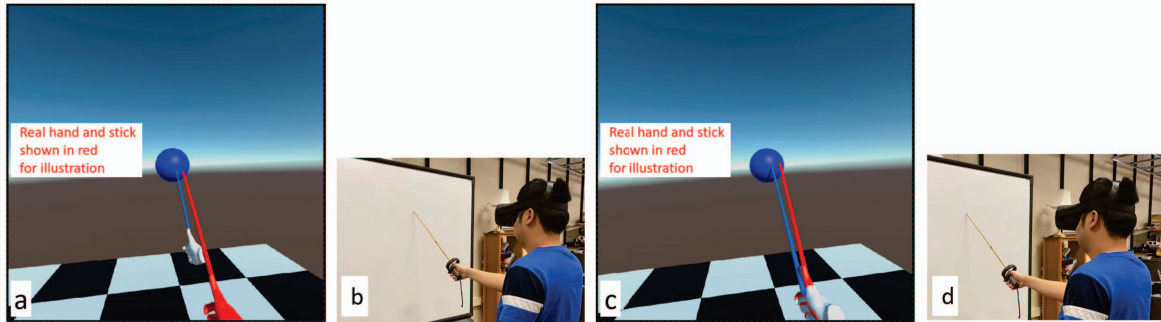 Real hand and stick
shown in red
for illustration
a
b
Real hand and stick
shown in red
for illustration
c
d